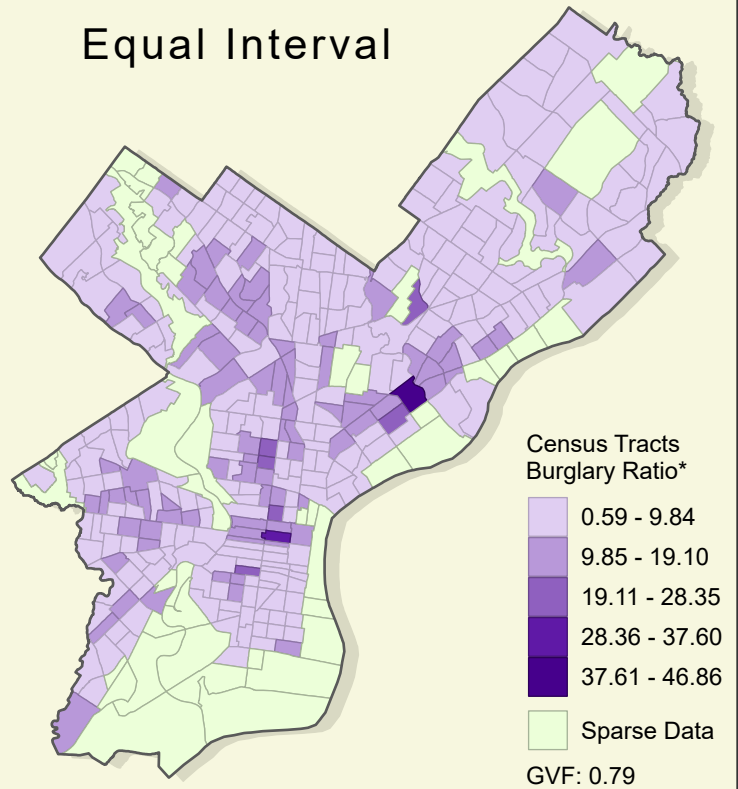 Equal Interval
Census Tracts
Burglary Ratio*
0.59 - 9.84
9.85 - 19.10
19.11 - 28.35
28.36 - 37.60
37.61 - 46.86
Sparse Data
GVF: 0.79